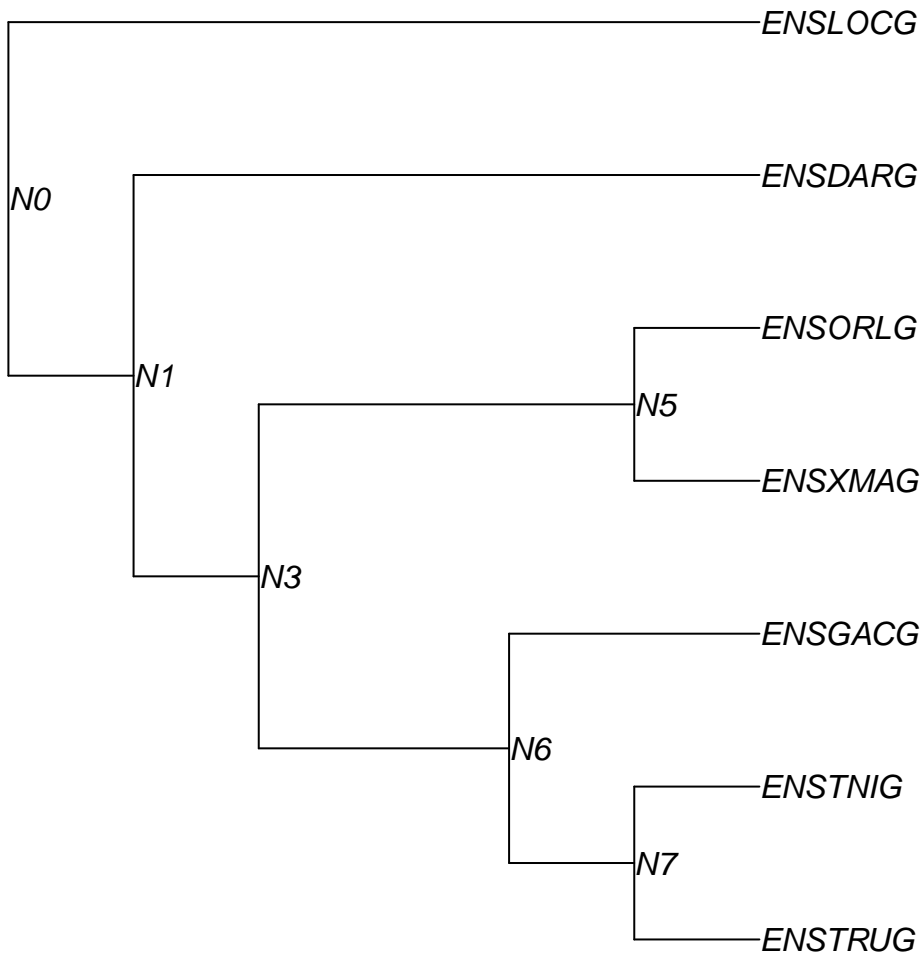 ENSLOCG
ENSDARG
N0
ENSORLG
N1
N5
ENSXMAG
N3
ENSGACG
N6
ENSTNIG
N7
ENSTRUG